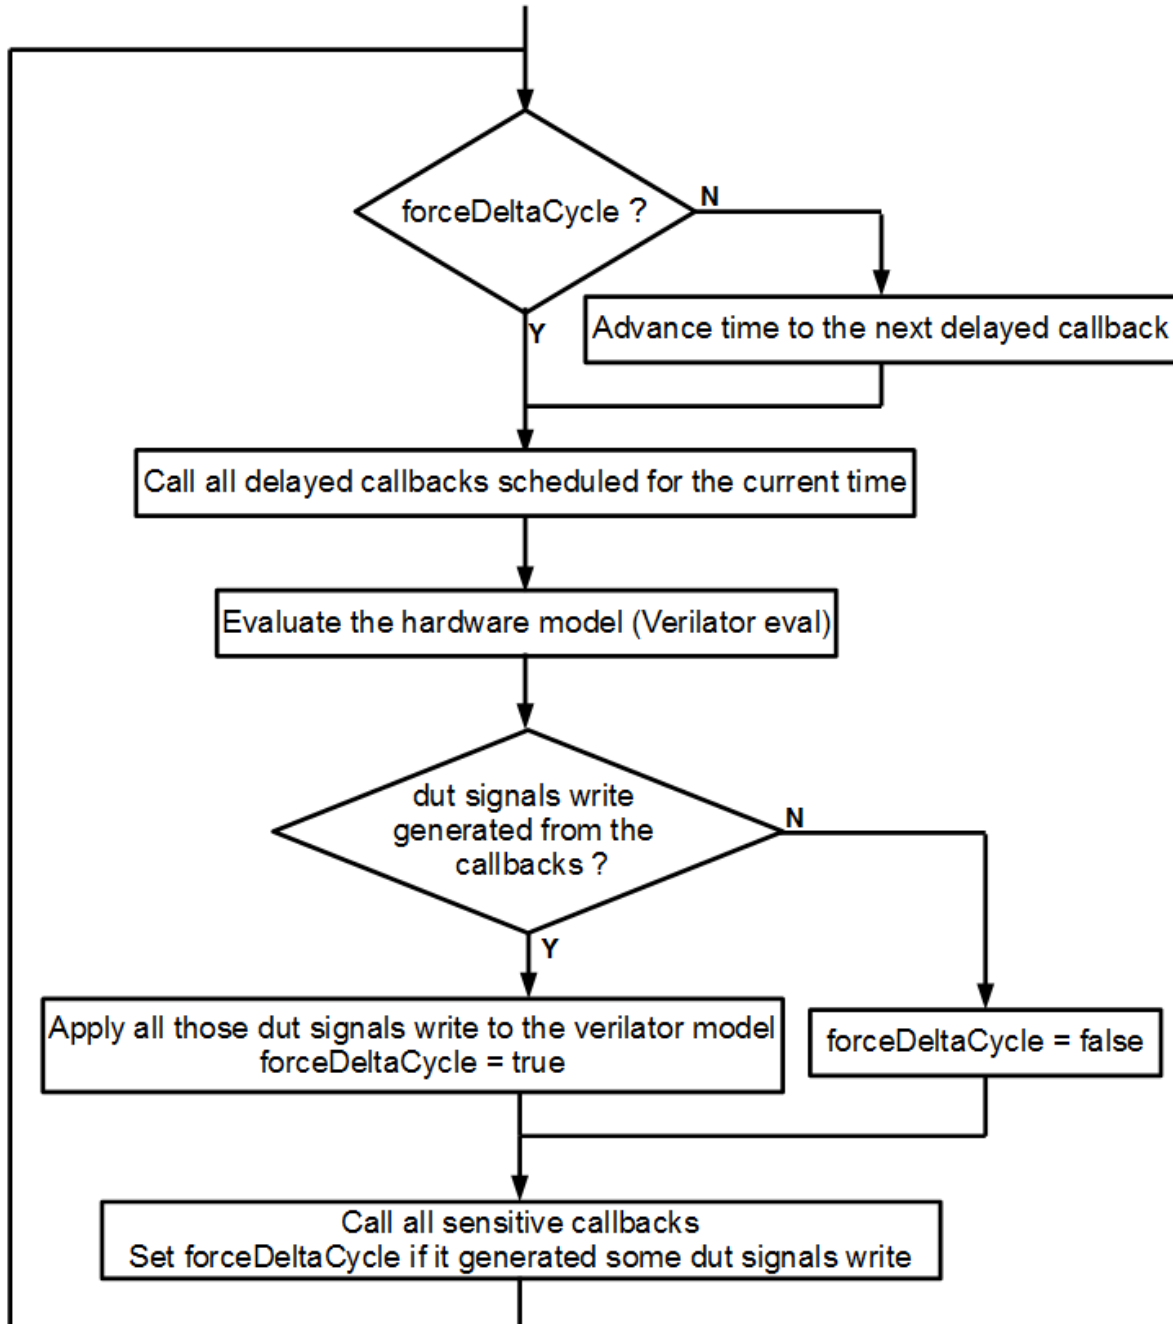 forceDeltaCycle ?
N
Y
Advance time to the next delayed callback
Call all delayed callbacks scheduled for the current time
Evaluate the hardware model (Verilator eval)
dut signals write
generated from the
callbacks ?
N
Y
Apply all those dut signals write to the verilator model
forceDeltaCycle = true
forceDeltaCycle = false
Call all sensitive callbacks
Set forceDeltaCycle if it generated some dut signals write